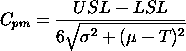 $C_{pm} = \frac{USL - LSL}{6\sqrt{\sigma^2 + (\mu - T)^2}}$